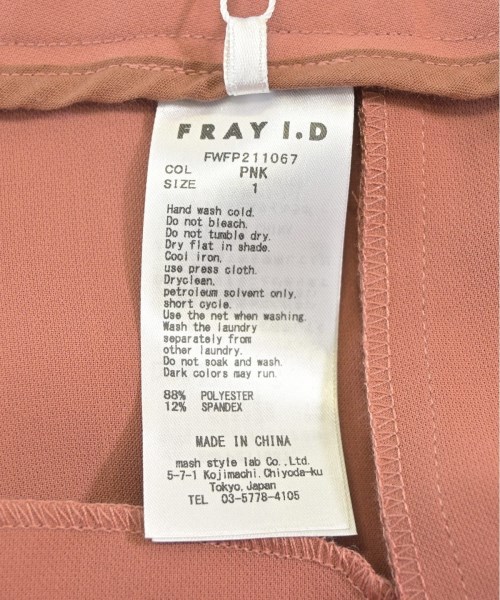 FRAY I.D
FWFP211067
COL PNK
SIZE 1
Hand wash cold.
Do not bleach.
Do not tumble dry.
Dry flat in shade.
Cool iron,
use press cloth.
Dryclean,
petroleum solvent only,
short cycle.
Use the net when washing.
Wash the laundry
separately from
other laundry.
Do not soak and wash.
Dark colors may run.
88% POLYESTER
12% SPANDEX
MADE IN CHINA
mash style lab Co.,Ltd.
5-7-1 Kojimachi,Chiyoda-ku
Tokyo,Japan
TEL 03-5778-4105